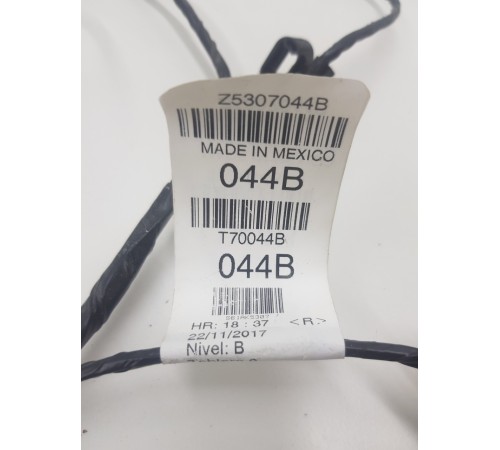 Z5307044B
MADE IN MEXICO
044B
T70044B
044B
HR: 18 : 37 <R>
22/11/2017
Nivel: B